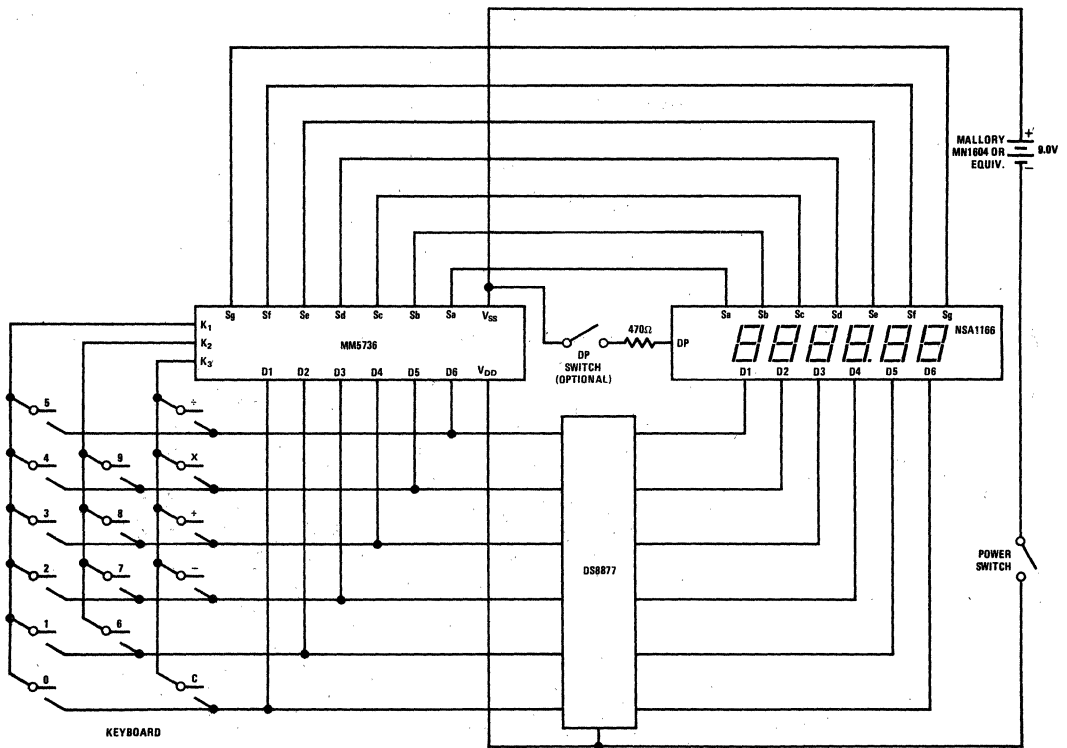 MALLORY
MN1604 OR
EQUIV.
+
9.0V
−
Sg Sf Se Sd Sc Sb Sa VSS
K1
K2
K3
MM5736
D1 D2 D3 D4 D5 D6 VDD
DP
SWITCH
(OPTIONAL)
470Ω
Sa Sb Sc Sd Se Sf Sg
DP
888888
NSA1166
D1 D2 D3 D4 D5 D6
5 ÷
4 9 X
3 8 +
2 7 −
1 6
0 C
KEYBOARD
DS8877
POWER
SWITCH